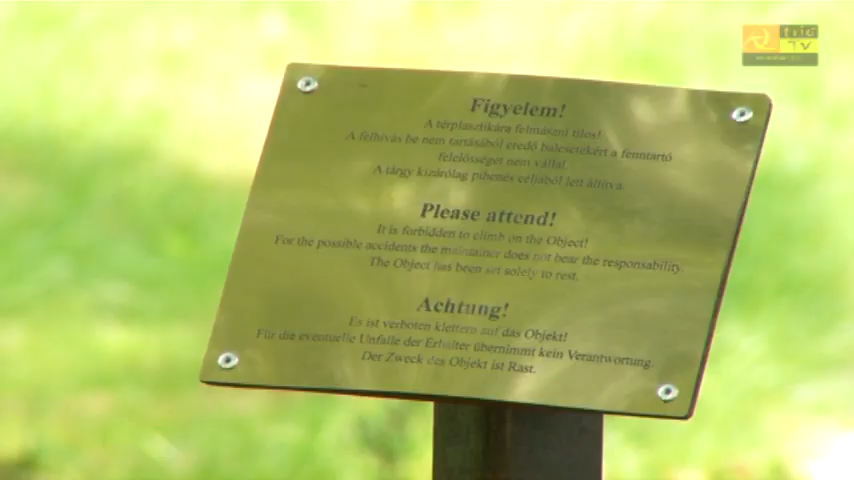 Figyelem!
A térplasztikára felmászni tilos!
A felhívás be nem tartásából eredő balesetekért a fenntartó
felelősséget nem vállal.
A tárgy kizárólag pihenés céljából lett állítva.
Please attend!
It is forbidden to climb on the Object!
For the possible accidents the maintainer does not bear the responsability.
The Object has been set solely to rest.
Achtung!
Es ist verboten klettern auf das Objekt!
Für die eventuelle Unfälle der Erhalter übernimmt kein Verantwortung.
Der Zweck des Objekt ist Rast.
TV